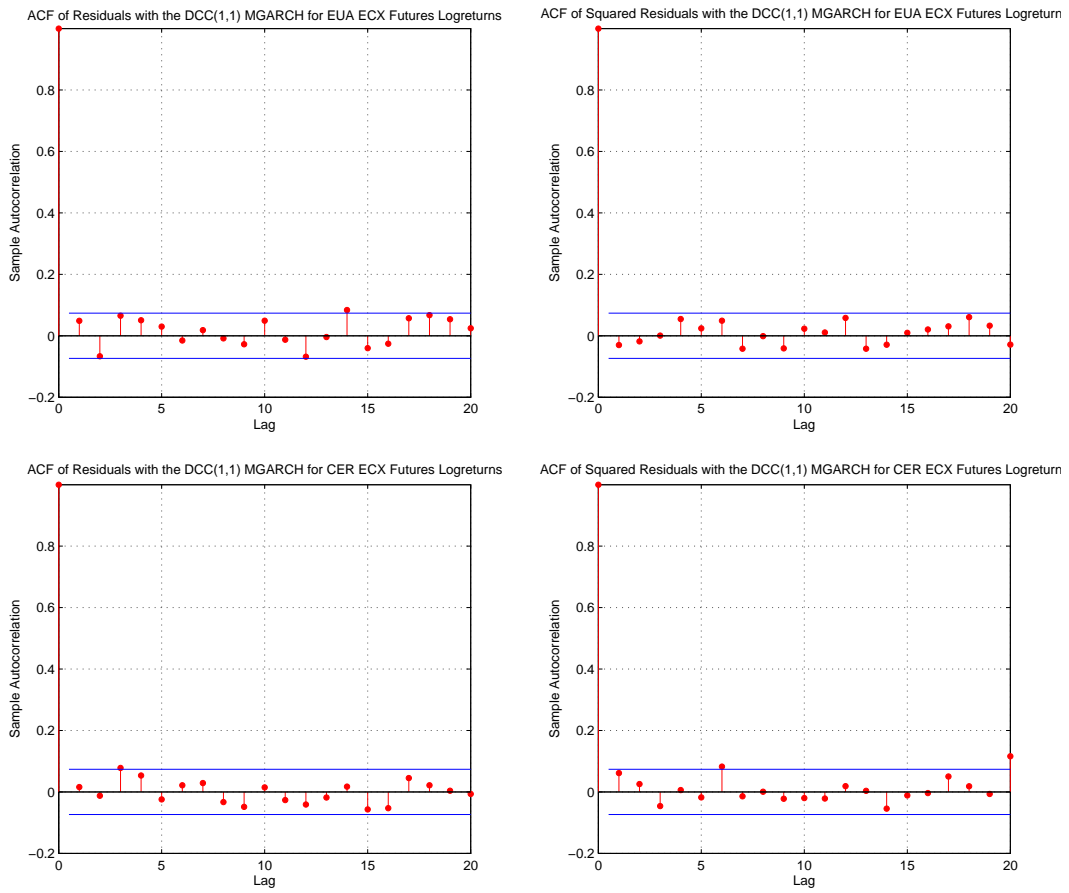 ACF of Residuals with the DCC(1,1) MGARCH for EUA ECX Futures Logreturns
Sample Autocorrelation
0.8
0.6
0.4
0.2
0
−0.2
0 5 10 15 20
Lag
ACF of Squared Residuals with the DCC(1,1) MGARCH for EUA ECX Futures Logreturn
Sample Autocorrelation
0.8
0.6
0.4
0.2
0
−0.2
0 5 10 15 20
Lag
ACF of Residuals with the DCC(1,1) MGARCH for CER ECX Futures Logreturns
Sample Autocorrelation
0.8
0.6
0.4
0.2
0
−0.2
0 5 10 15 20
Lag
ACF of Squared Residuals with the DCC(1,1) MGARCH for CER ECX Futures Logreturn
Sample Autocorrelation
0.8
0.6
0.4
0.2
0
−0.2
0 5 10 15 20
Lag